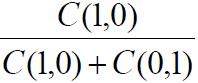 C(1,0)
C(1,0) + C(0,1)